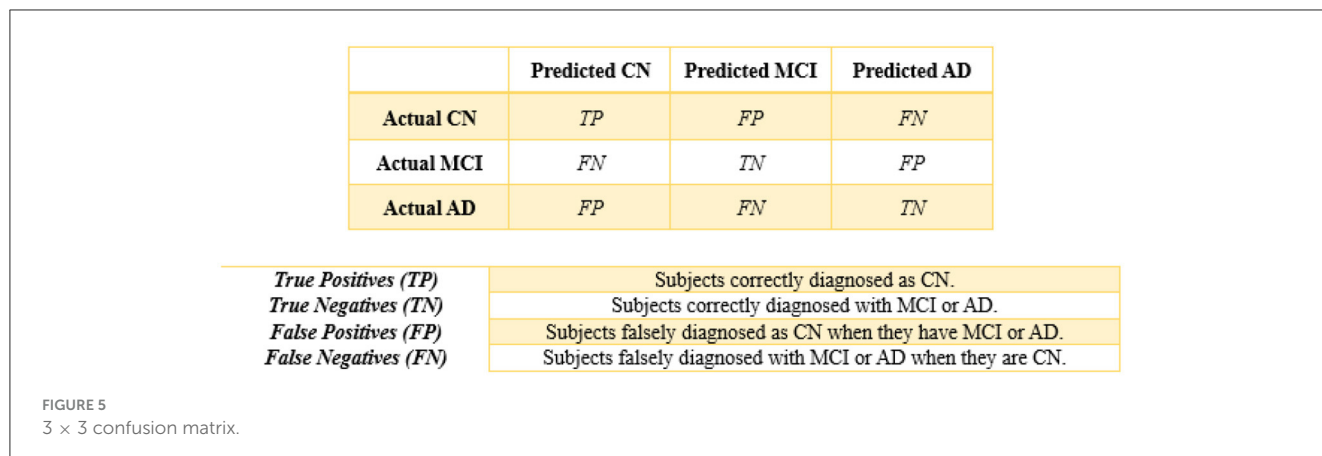 Predicted CN Predicted MCI Predicted AD
Actual CN TP FP FN
Actual MCI FN TN FP
Actual AD FP FN TN
True Positives (TP) Subjects correctly diagnosed as CN.
True Negatives (TN) Subjects correctly diagnosed with MCI or AD.
False Positives (FP) Subjects falsely diagnosed as CN when they have MCI or AD.
False Negatives (FN) Subjects falsely diagnosed with MCI or AD when they are CN.
FIGURE 5
3 × 3 confusion matrix.